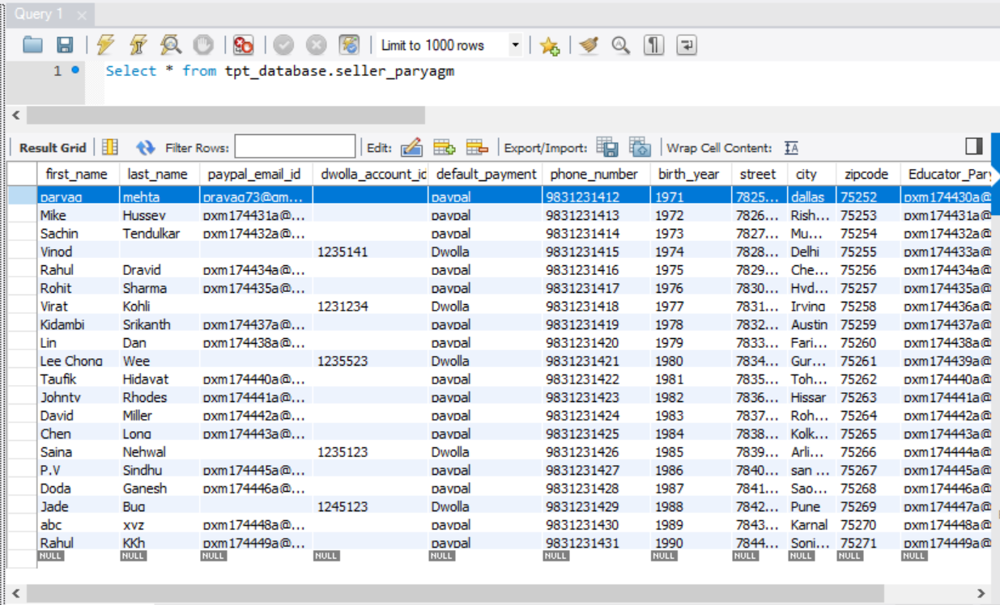 Query 1
Limit to 1000 rows
1 Select * from tpt_database.seller_paryagm
Result Grid Filter Rows: Edit: Export/Import: Wrap Cell Content:
first_name last_name paypal_email_id dwolla_account_id default_payment phone_number birth_year street city zipcode Educator_Pary
parvag mehta pravag73@gm... paypal 9831231412 1971 7825... dallas 75252 pxm174430a@
Mike Hussey pxm174431a@... paypal 9831231413 1972 7826... Rish... 75253 pxm174431a@
Sachin Tendulkar pxm174432a@... paypal 9831231414 1973 7827... Mu... 75254 pxm174432a@
Vinod 1235141 Dwolla 9831231415 1974 7828... Delhi 75255 pxm174433a@
Rahul Dravid pxm174434a@... paypal 9831231416 1975 7829... Che... 75256 pxm174434a@
Rohit Sharma pxm174435a@... paypal 9831231417 1976 7830... Hyd... 75257 pxm174435a@
Virat Kohli 1231234 Dwolla 9831231418 1977 7831... Irving 75258 pxm174436a@
Kidambi Srikanth pxm174437a@... paypal 9831231419 1978 7832... Austin 75259 pxm174437a@
Lin Dan pxm174438a@... paypal 9831231420 1979 7833... Fari... 75260 pxm174438a@
Lee Chong Wee 1235523 Dwolla 9831231421 1980 7834... Gur... 75261 pxm174439a@
Taufik Hidayat pxm174440a@... paypal 9831231422 1981 7835... Toh... 75262 pxm174440a@
Johnty Rhodes pxm174441a@... paypal 9831231423 1982 7836... Hissar 75263 pxm174441a@
David Miller pxm174442a@... paypal 9831231424 1983 7837... Roh... 75264 pxm174442a@
Chen Long pxm174443a@... paypal 9831231425 1984 7838... Kolk... 75265 pxm174443a@
Saina Nehwal 1235123 Dwolla 9831231426 1985 7839... Arli... 75266 pxm174444a@
P.V Sindhu pxm174445a@... paypal 9831231427 1986 7840... san ... 75267 pxm174445a@
Doda Ganesh pxm174446a@... paypal 9831231428 1987 7841... Sao... 75268 pxm174446a@
Jade Bug 1245123 Dwolla 9831231429 1988 7842... Pune 75269 pxm174447a@
abc xyz pxm174448a@... paypal 9831231430 1989 7843... Karnal 75270 pxm174448a@
Rahul KKh pxm174449a@... paypal 9831231431 1990 7844... Soni... 75271 pxm174449a@
NULL NULL NULL NULL NULL NULL NULL NULL NULL NULL NULL